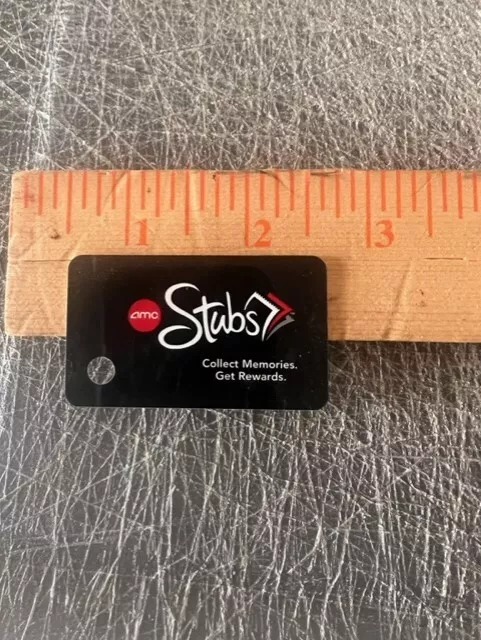 1 2 3
amc Stubs
Collect Memories.
Get Rewards.